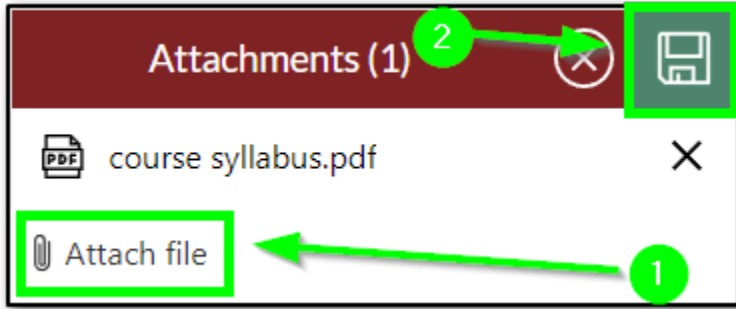 Attachments (1)
2
PDF
course syllabus.pdf
Attach file
1